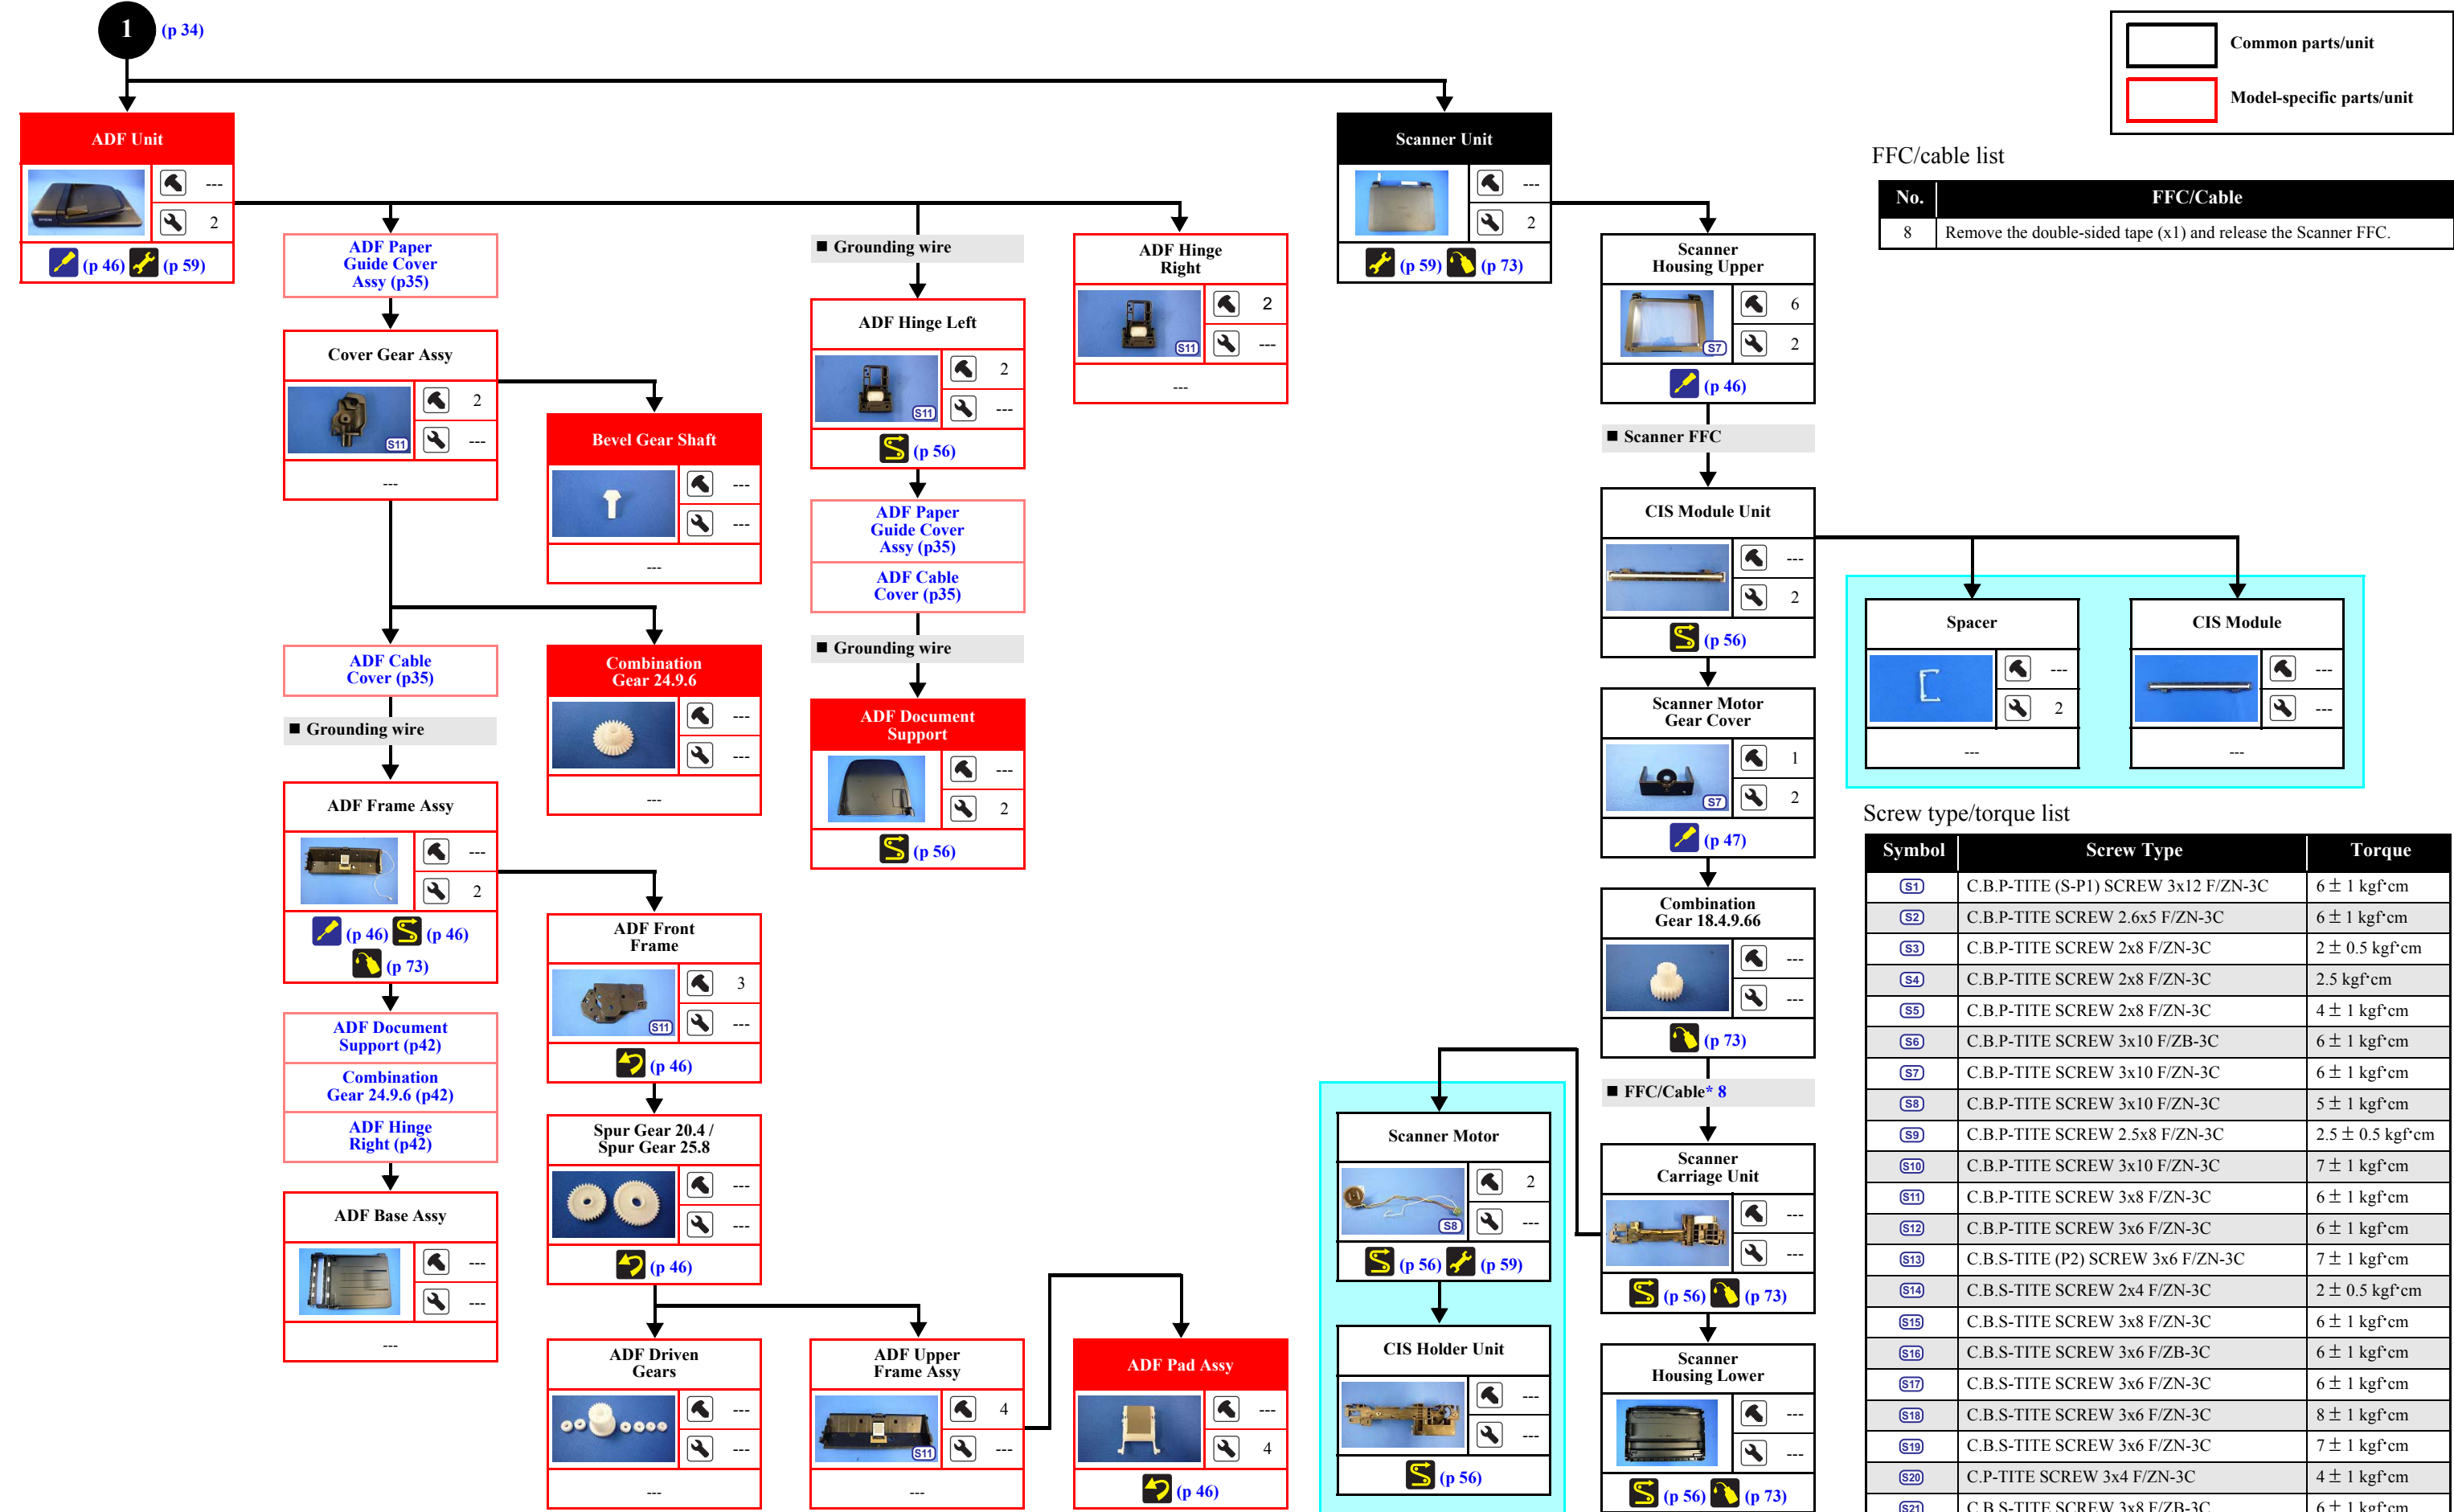 1 (p 34)
Common parts/unit
Model-specific parts/unit
ADF Unit
---
2
(p 46) (p 59)
ADF Paper
Guide Cover
Assy (p35)
Cover Gear Assy
S11
2
---
---
Bevel Gear Shaft
---
---
---
ADF Cable
Cover (p35)
■ Grounding wire
Combination
Gear 24.9.6
---
---
---
ADF Frame Assy
---
2
(p 46) (p 46)
(p 73)
ADF Document
Support (p42)
Combination
Gear 24.9.6 (p42)
ADF Hinge
Right (p42)
ADF Base Assy
---
---
---
ADF Front
Frame
S11
3
---
(p 46)
Spur Gear 20.4 /
Spur Gear 25.8
---
---
(p 46)
ADF Driven
Gears
---
---
---
ADF Upper
Frame Assy
S11
4
---
---
ADF Pad Assy
---
4
(p 46)
■ Grounding wire
ADF Hinge Left
S11
2
---
(p 56)
ADF Paper
Guide Cover
Assy (p35)
ADF Cable
Cover (p35)
■ Grounding wire
ADF Document
Support
---
2
(p 56)
ADF Hinge
Right
S11
2
---
---
Scanner Unit
---
2
(p 59) (p 73)
Scanner
Housing Upper
S7
6
2
(p 46)
■ Scanner FFC
CIS Module Unit
---
2
(p 56)
Spacer
---
2
---
CIS Module
---
---
---
Scanner Motor
Gear Cover
S7
1
2
(p 47)
Combination
Gear 18.4.9.66
---
---
(p 73)
■ FFC/Cable* 8
Scanner
Carriage Unit
---
---
(p 56) (p 73)
Scanner Motor
S8
2
---
(p 56) (p 59)
CIS Holder Unit
---
---
(p 56)
Scanner
Housing Lower
---
---
(p 56) (p 73)
FFC/cable list
No. FFC/Cable
8 Remove the double-sided tape (x1) and release the Scanner FFC.
Screw type/torque list
Symbol Screw Type Torque
S1 C.B.P-TITE (S-P1) SCREW 3x12 F/ZN-3C 6 ± 1 kgf·cm
S2 C.B.P-TITE SCREW 2.6x5 F/ZN-3C 6 ± 1 kgf·cm
S3 C.B.P-TITE SCREW 2x8 F/ZN-3C 2 ± 0.5 kgf·cm
S4 C.B.P-TITE SCREW 2x8 F/ZN-3C 2.5 kgf·cm
S5 C.B.P-TITE SCREW 2x8 F/ZN-3C 4 ± 1 kgf·cm
S6 C.B.P-TITE SCREW 3x10 F/ZB-3C 6 ± 1 kgf·cm
S7 C.B.P-TITE SCREW 3x10 F/ZN-3C 6 ± 1 kgf·cm
S8 C.B.P-TITE SCREW 3x10 F/ZN-3C 5 ± 1 kgf·cm
S9 C.B.P-TITE SCREW 2.5x8 F/ZN-3C 2.5 ± 0.5 kgf·cm
S10 C.B.P-TITE SCREW 3x10 F/ZN-3C 7 ± 1 kgf·cm
S11 C.B.P-TITE SCREW 3x8 F/ZN-3C 6 ± 1 kgf·cm
S12 C.B.P-TITE SCREW 3x6 F/ZN-3C 6 ± 1 kgf·cm
S13 C.B.S-TITE (P2) SCREW 3x6 F/ZN-3C 7 ± 1 kgf·cm
S14 C.B.S-TITE SCREW 2x4 F/ZN-3C 2 ± 0.5 kgf·cm
S15 C.B.S-TITE SCREW 3x8 F/ZN-3C 6 ± 1 kgf·cm
S16 C.B.S-TITE SCREW 3x6 F/ZB-3C 6 ± 1 kgf·cm
S17 C.B.S-TITE SCREW 3x6 F/ZN-3C 6 ± 1 kgf·cm
S18 C.B.S-TITE SCREW 3x6 F/ZN-3C 8 ± 1 kgf·cm
S19 C.B.S-TITE SCREW 3x6 F/ZN-3C 7 ± 1 kgf·cm
S20 C.P-TITE SCREW 3x4 F/ZN-3C 4 ± 1 kgf·cm
S21 C.B.S-TITE SCREW 3x8 F/ZB-3C 6 ± 1 kgf·cm